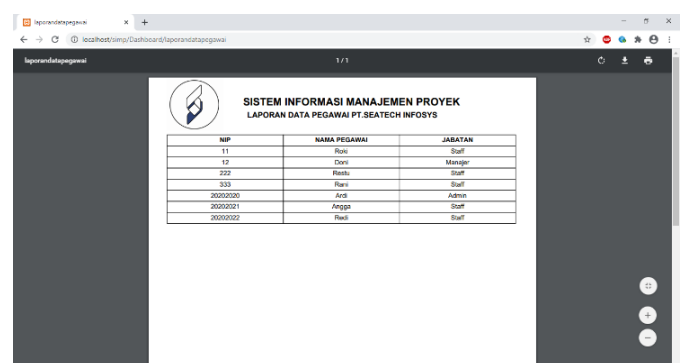 laporandatapegawai
localhost/simp/Dashboard/laporandatapegawai
laporandatapegawai 1 / 1
SISTEM INFORMASI MANAJEMEN PROYEK
LAPORAN DATA PEGAWAI PT.SEATECH INFOSYS
NIP NAMA PEGAWAI JABATAN
11 Roki Staff
12 Doni Manajer
222 Restu Staff
333 Rani Staff
20202020 Ardi Admin
20202021 Angga Staff
20202022 Redi Staff